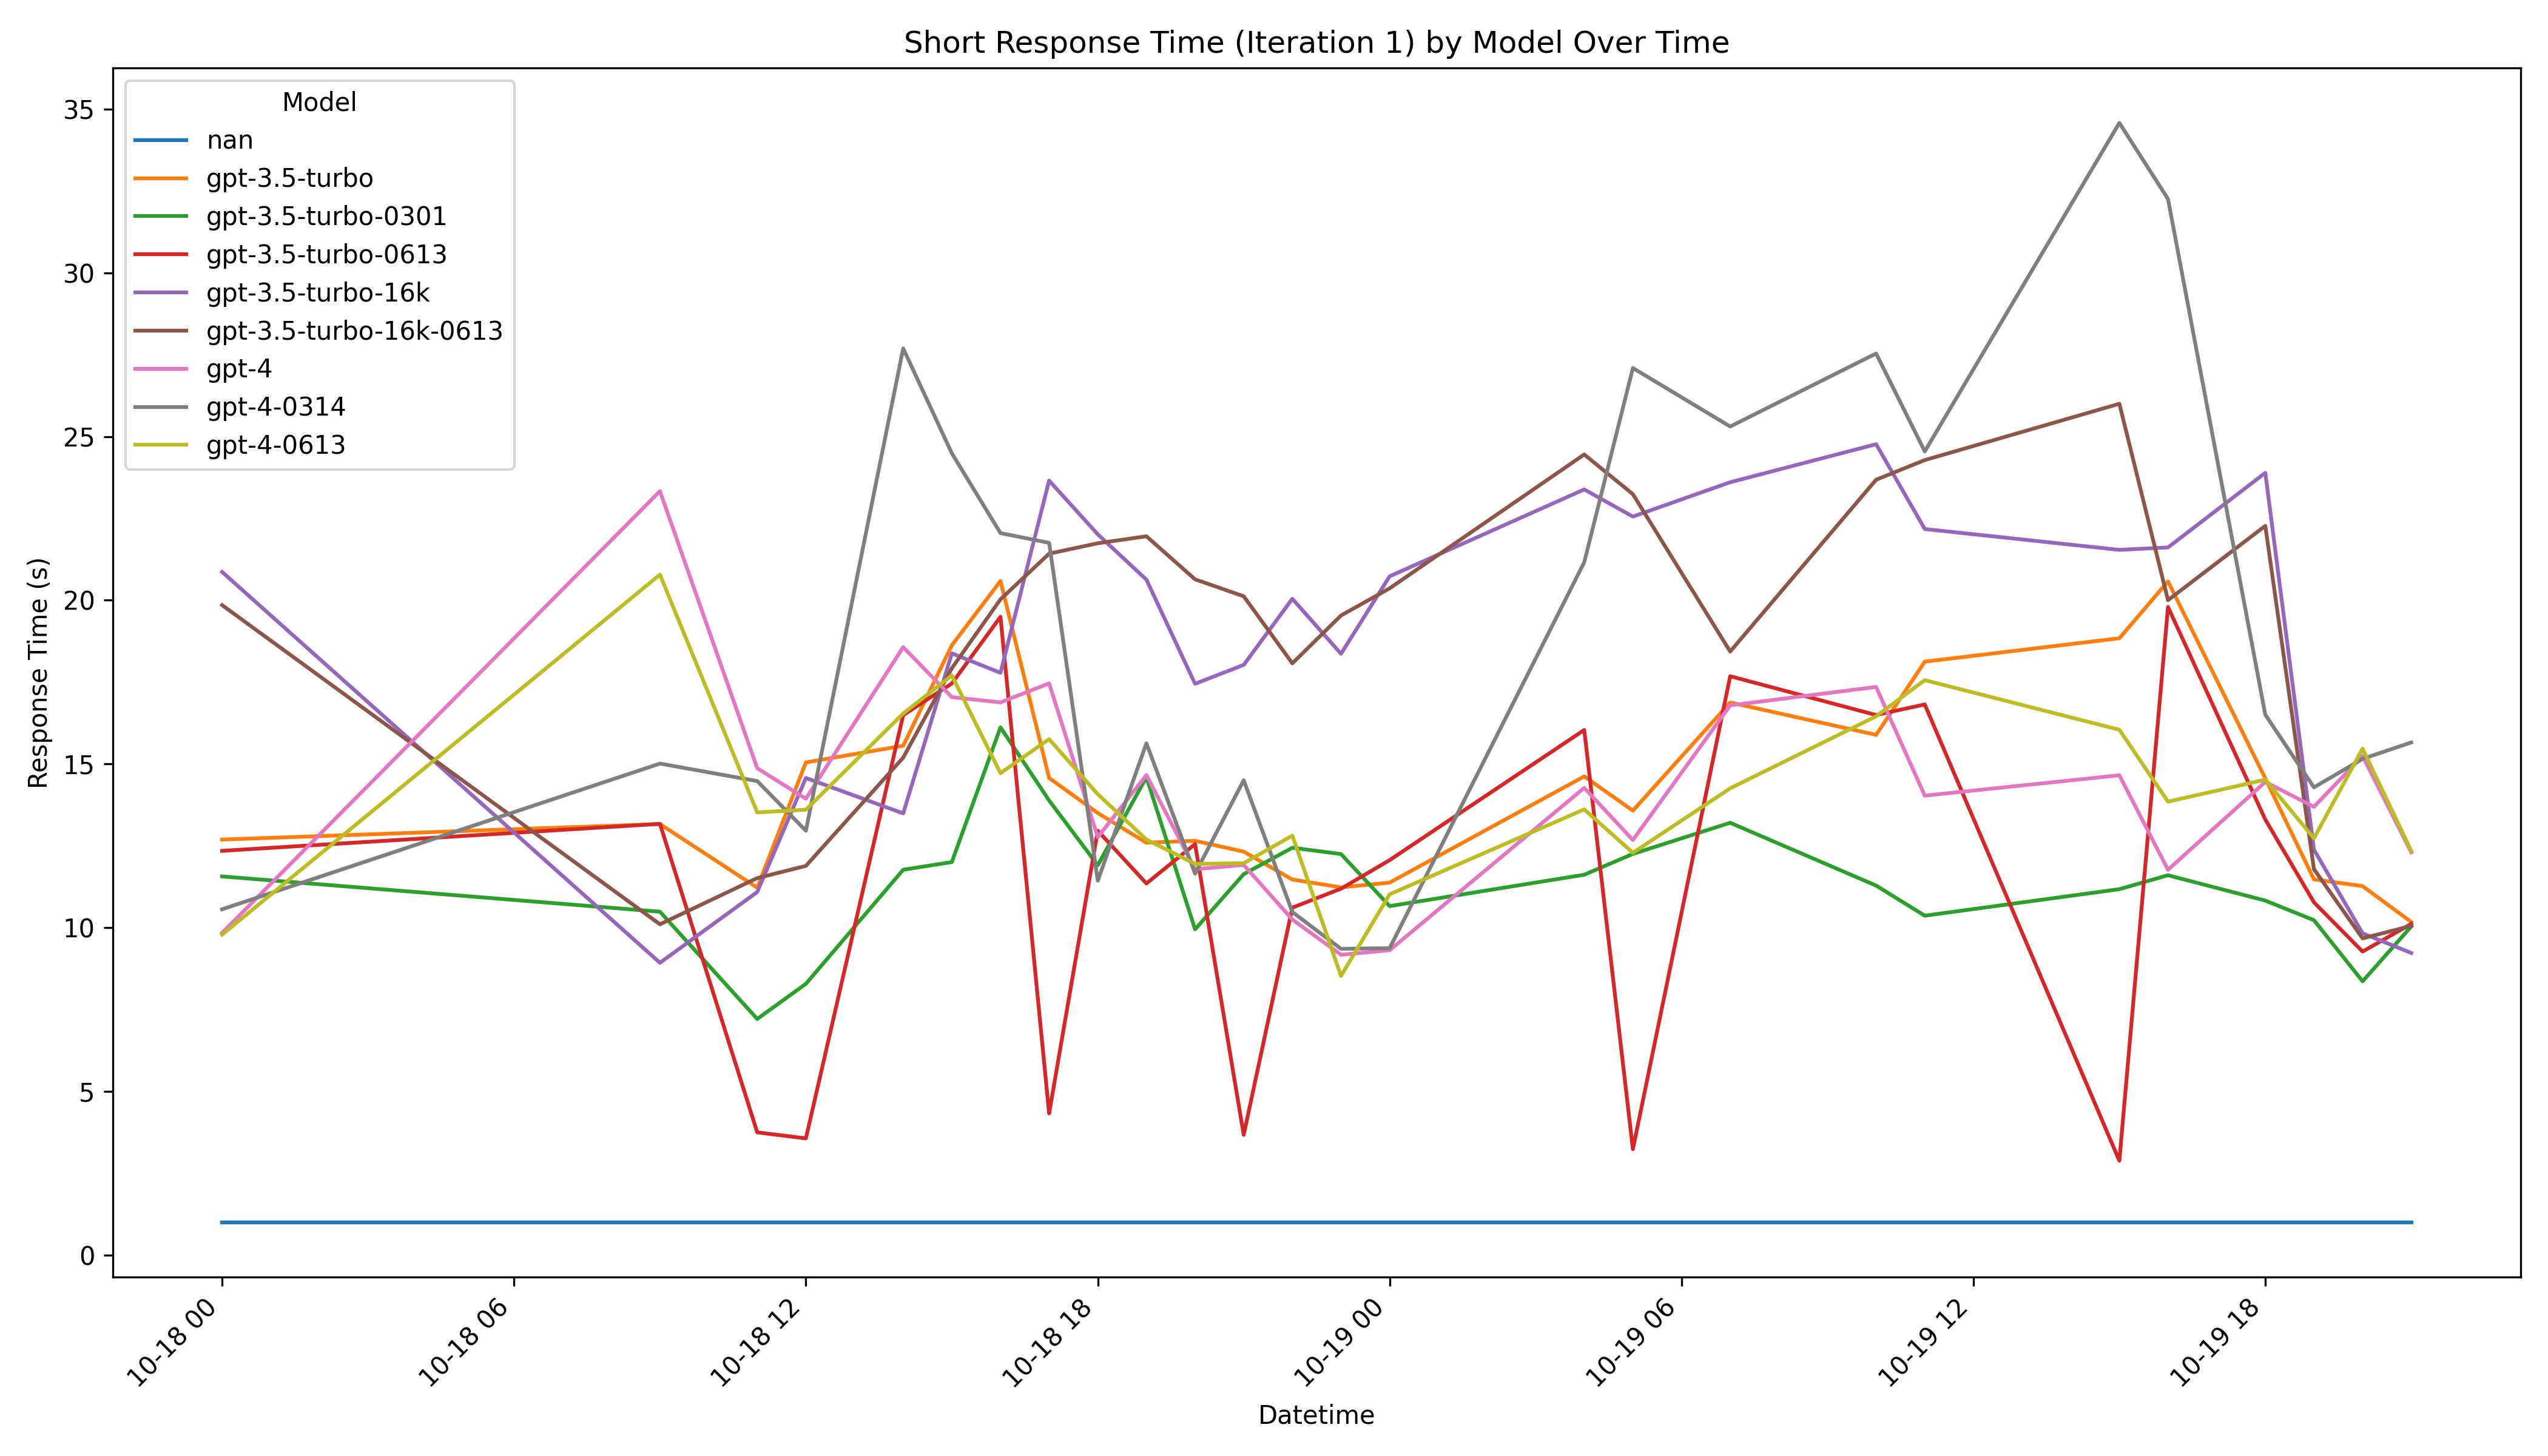 Short Response Time (Iteration 1) by Model Over Time
Model
nan
gpt-3.5-turbo
gpt-3.5-turbo-0301
gpt-3.5-turbo-0613
gpt-3.5-turbo-16k
gpt-3.5-turbo-16k-0613
gpt-4
gpt-4-0314
gpt-4-0613
Response Time (s)
35
30
25
20
15
10
5
0
10-18 00
10-18 06
10-18 12
10-18 18
10-19 00
10-19 06
10-19 12
10-19 18
Datetime